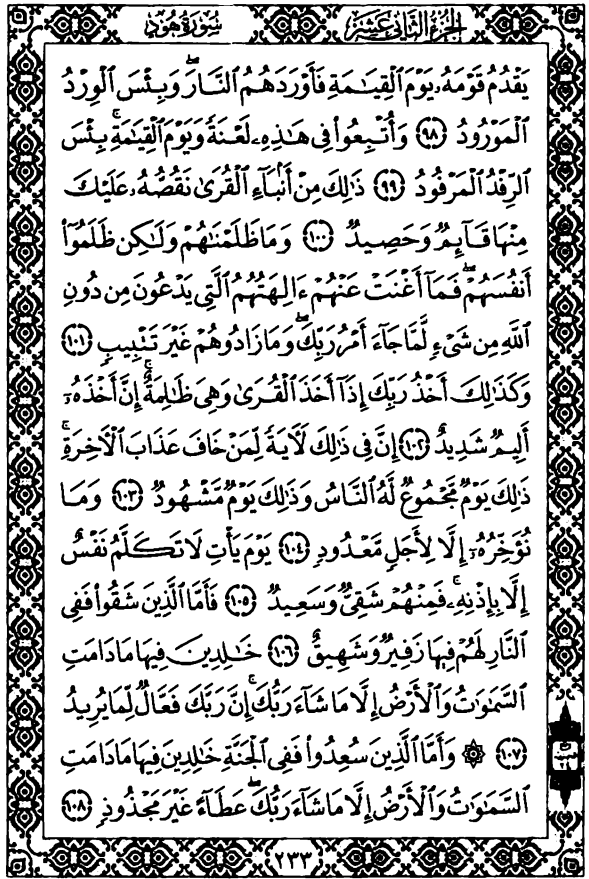 الجزء الثاني عشر
سورة هود
يَقْدُمُ قَوْمَهُۥ يَوْمَ ٱلْقِيَـٰمَةِ فَأَوْرَدَهُمُ ٱلنَّارَ ۖ وَبِئْسَ ٱلْوِرْدُ
ٱلْمَوْرُودُ ٩٨ وَأُتْبِعُوا۟ فِى هَـٰذِهِۦ لَعْنَةً وَيَوْمَ ٱلْقِيَـٰمَةِ ۚ بِئْسَ
ٱلرِّفْدُ ٱلْمَرْفُودُ ٩٩ ذَٰلِكَ مِنْ أَنۢبَآءِ ٱلْقُرَىٰ نَقُصُّهُۥ عَلَيْكَ
مِنْهَا قَآئِمٌ وَحَصِيدٌ ١٠٠ وَمَا ظَلَمْنَـٰهُمْ وَلَـٰكِن ظَلَمُوٓا۟
أَنفُسَهُمْ ۖ فَمَآ أَغْنَتْ عَنْهُمْ ءَالِهَتُهُمُ ٱلَّتِى يَدْعُونَ مِن دُونِ
ٱللَّهِ مِن شَىْءٍ لَّمَّا جَآءَ أَمْرُ رَبِّكَ ۖ وَمَا زَادُوهُمْ غَيْرَ تَتْبِيبٍ ١٠١
وَكَذَٰلِكَ أَخْذُ رَبِّكَ إِذَآ أَخَذَ ٱلْقُرَىٰ وَهِىَ ظَـٰلِمَةٌ ۚ إِنَّ أَخْذَهُۥٓ
أَلِيمٌ شَدِيدٌ ١٠٢ إِنَّ فِى ذَٰلِكَ لَـَٔايَةً لِّمَنْ خَافَ عَذَابَ ٱلْـَٔاخِرَةِ ۚ
ذَٰلِكَ يَوْمٌ مَّجْمُوعٌ لَّهُ ٱلنَّاسُ وَذَٰلِكَ يَوْمٌ مَّشْهُودٌ ١٠٣ وَمَا
نُؤَخِّرُهُۥٓ إِلَّا لِأَجَلٍ مَّعْدُودٍ ١٠٤ يَوْمَ يَأْتِ لَا تَكَلَّمُ نَفْسٌ
إِلَّا بِإِذْنِهِۦ ۚ فَمِنْهُمْ شَقِىٌّ وَسَعِيدٌ ١٠٥ فَأَمَّا ٱلَّذِينَ شَقُوا۟ فَفِى
ٱلنَّارِ لَهُمْ فِيهَا زَفِيرٌ وَشَهِيقٌ ١٠٦ خَـٰلِدِينَ فِيهَا مَا دَامَتِ
ٱلسَّمَـٰوَٰتُ وَٱلْأَرْضُ إِلَّا مَا شَآءَ رَبُّكَ ۚ إِنَّ رَبَّكَ فَعَّالٌ لِّمَا يُرِيدُ
١٠٧ ۞ وَأَمَّا ٱلَّذِينَ سُعِدُوا۟ فَفِى ٱلْجَنَّةِ خَـٰلِدِينَ فِيهَا مَا دَامَتِ
ٱلسَّمَـٰوَٰتُ وَٱلْأَرْضُ إِلَّا مَا شَآءَ رَبُّكَ ۖ عَطَآءً غَيْرَ مَجْذُوذٍ ١٠٨
٢٣٣